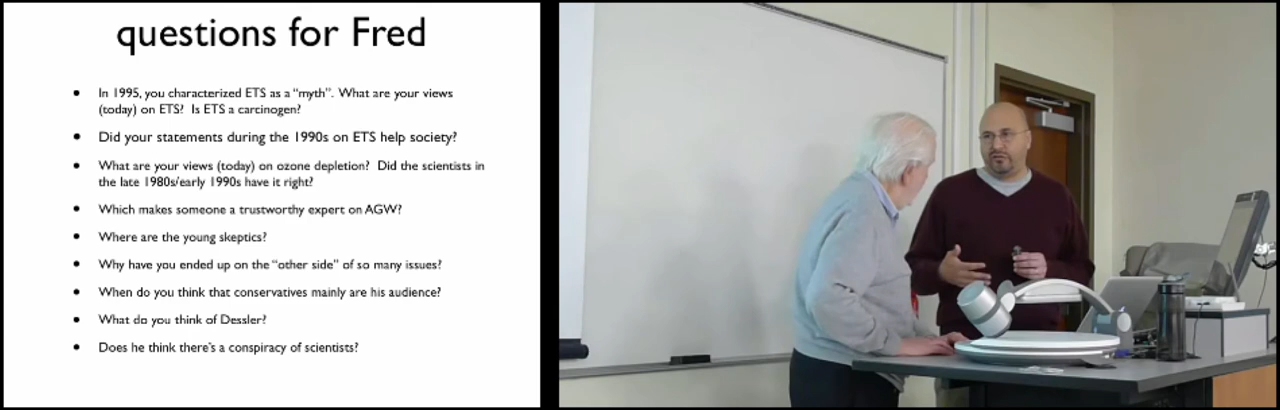 questions for Fred
• In 1995, you characterized ETS as a “myth”. What are your views
(today) on ETS? Is ETS a carcinogen?
• Did your statements during the 1990s on ETS help society?
• What are your views (today) on ozone depletion? Did the scientists in
the late 1980s/early 1990s have it right?
• Which makes someone a trustworthy expert on AGW?
• Where are the young skeptics?
• Why have you ended up on the “other side” of so many issues?
• When do you think that conservatives mainly are his audience?
• What do you think of Dessler?
• Does he think there’s a conspiracy of scientists?